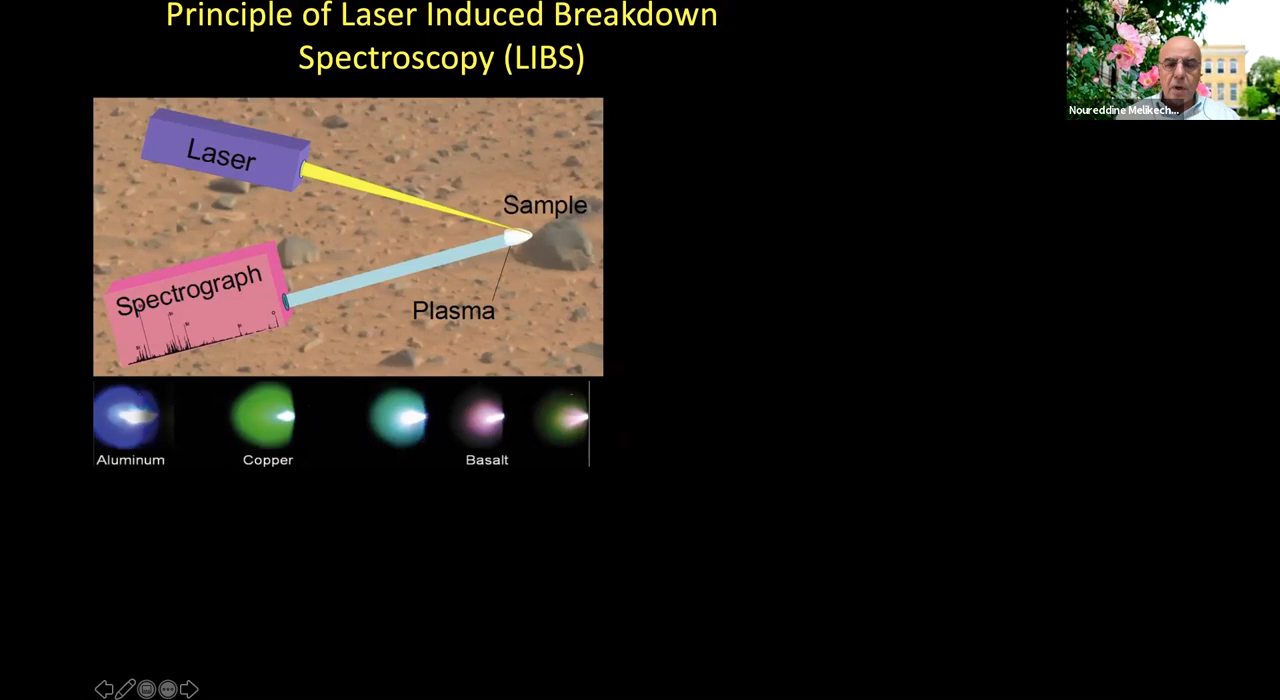 Principle of Laser Induced Breakdown
Spectroscopy (LIBS)
Noureddine Melikech...
Laser
Sample
Spectrograph
Plasma
Aluminum
Copper
Basalt